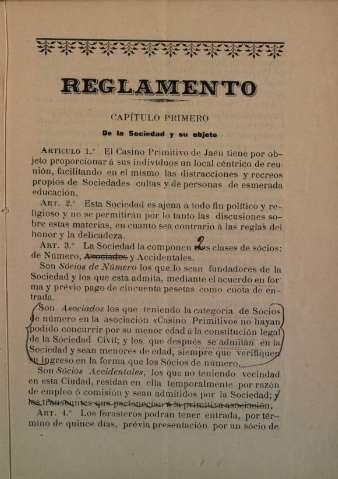 REGLAMENTO
CAPÍTULO PRIMERO
De la Sociedad y su objeto
ARTICULO 1.º El Casino Primitivo de Jaén tiene por ob-
jeto proporcionar á sus individuos un local céntrico de reu-
nión, facilitando en el mismo las distracciones y recreos
propios de Sociedades cultas y de personas de esmerada
educación.
ART. 2.º Esta Sociedad es ajena a todo fin político y re-
ligioso y no se permitirán por lo tanto las discusiones so-
bre estas materias, en cuanto sea contrario á las reglas del
honor y la delicadeza.
2
ART. 3.º La Sociedad la componen tres clases de sócios:
de Número, Asociados y Accidentales.
Son Sócios de Número los que lo sean fundadores de la
Sociedad y los que esta admita, mediante el acuerdo en for-
ma y prévio pago de cincuenta pesetas como cuota de en-
trada.
Son Asociados los que teniendo la categoría de Socios
de número en la asociación «Casino Primitivo» no hayan
podido concurrir por su menor edad á la constitución legal
de la Sociedad Civil; y los que después se admitan en la
Sociedad y sean menores de edad, siempre que verifiquen
su ingreso en la forma que los Sócios de número.
Son Sócios Accidentales, los que no teniendo vecindad
en esta Ciudad, residan en ella temporalmente por razón
de empleo ó comisión y sean admitidos por la Sociedad; y
los transeuntes que pertenezcan á la primitiva asociación.
ART. 4.º Los forasteros podrán tener entrada, por tér-
mino de quince días, prévia presentación por un sócio de